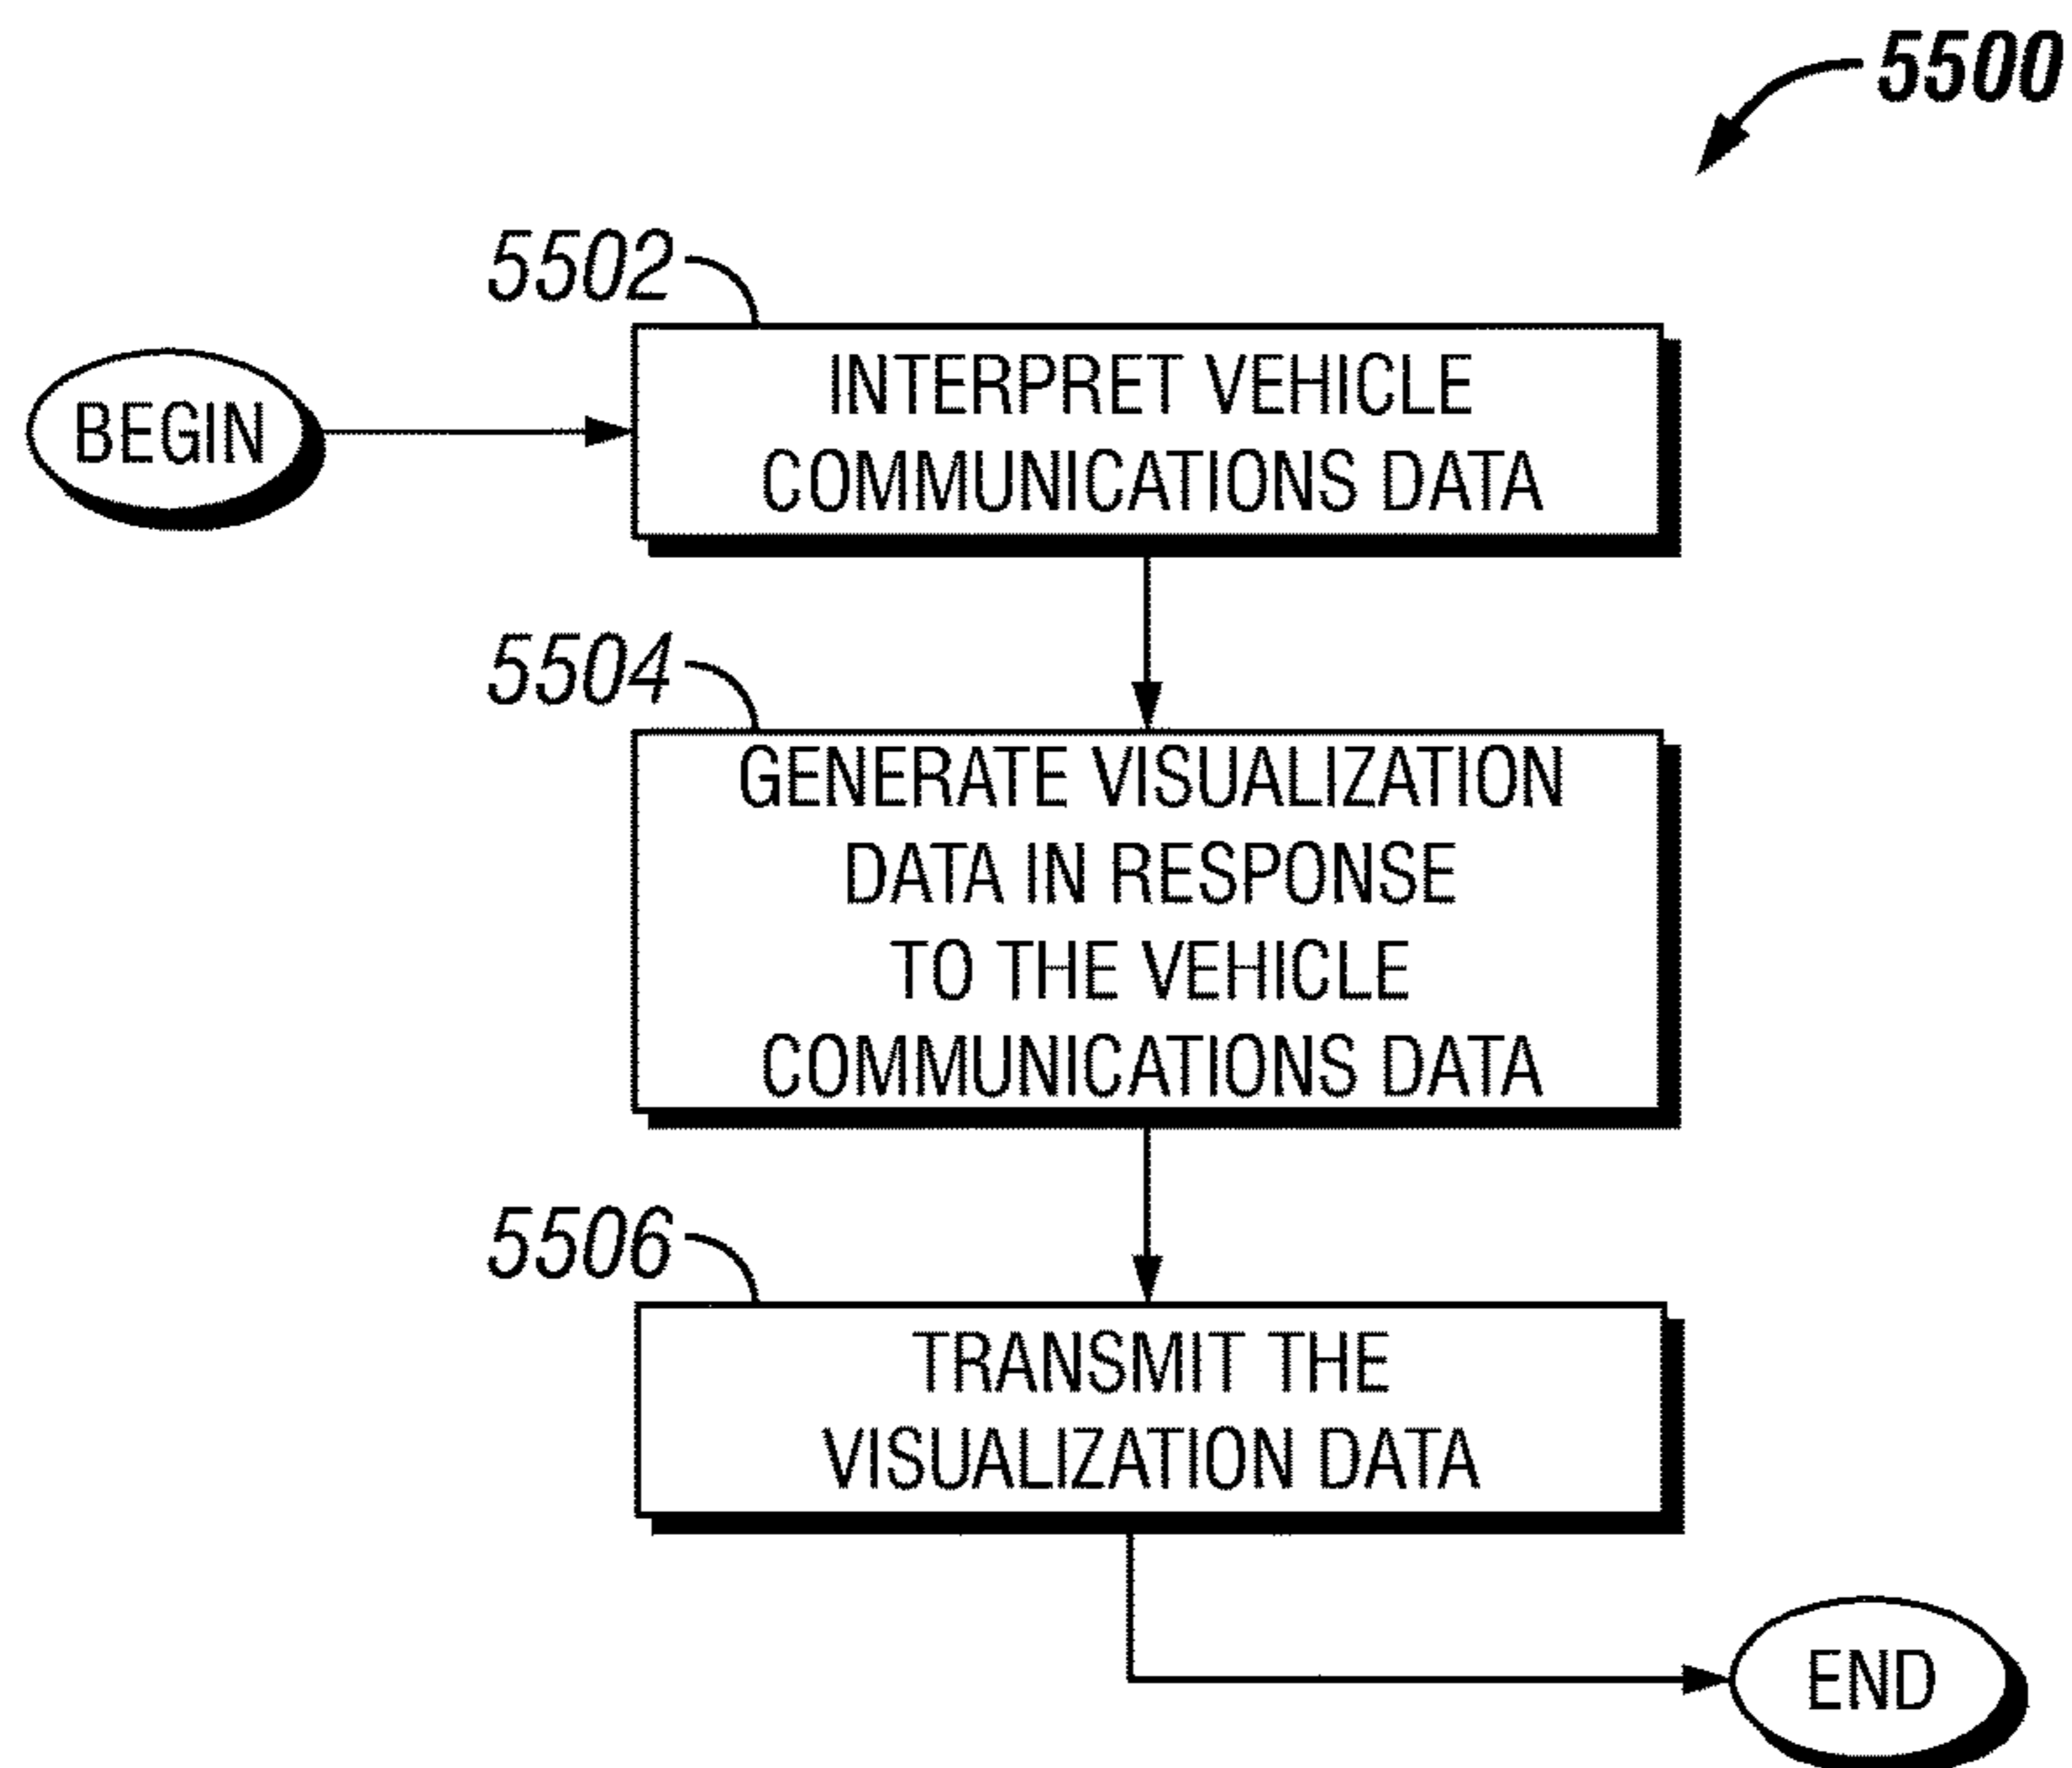 5500
5502
BEGIN
INTERPRET VEHICLE
COMMUNICATIONS DATA
5504
GENERATE VISUALIZATION
DATA IN RESPONSE
TO THE VEHICLE
COMMUNICATIONS DATA
5506
TRANSMIT THE
VISUALIZATION DATA
END